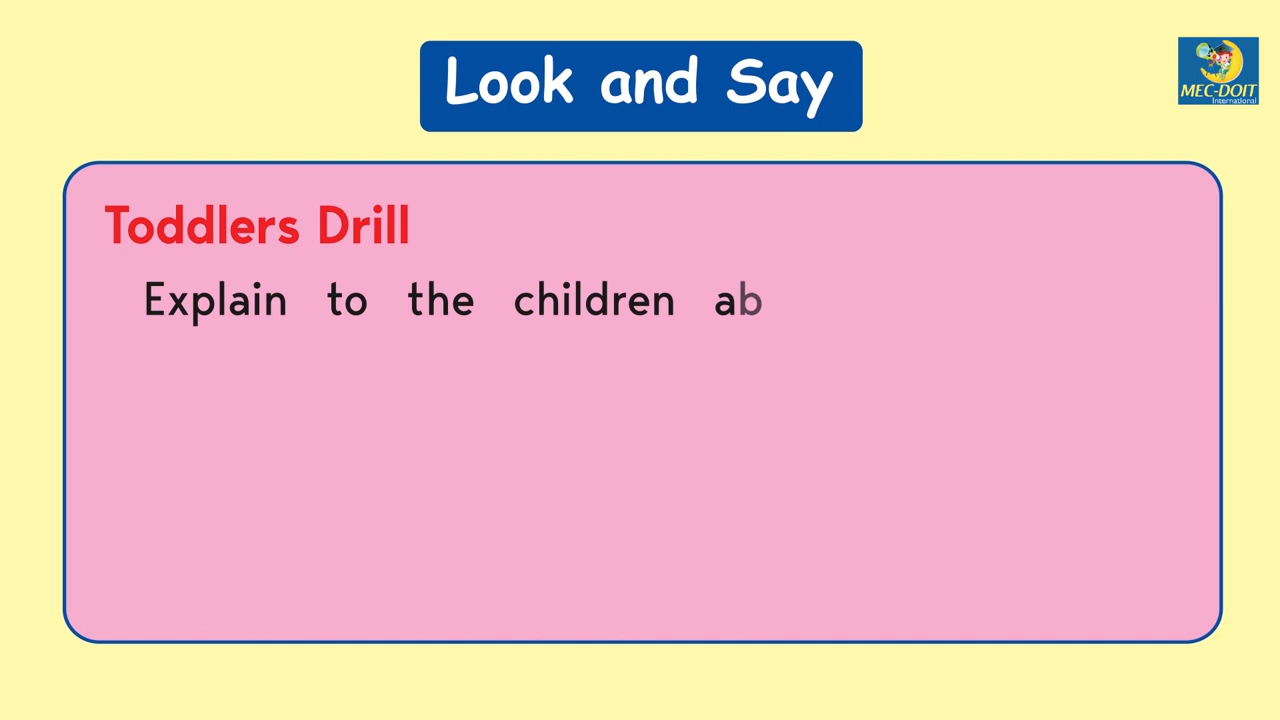 Look and Say
MEC-DOIT
International
Toddlers Drill
Explain to the children ab